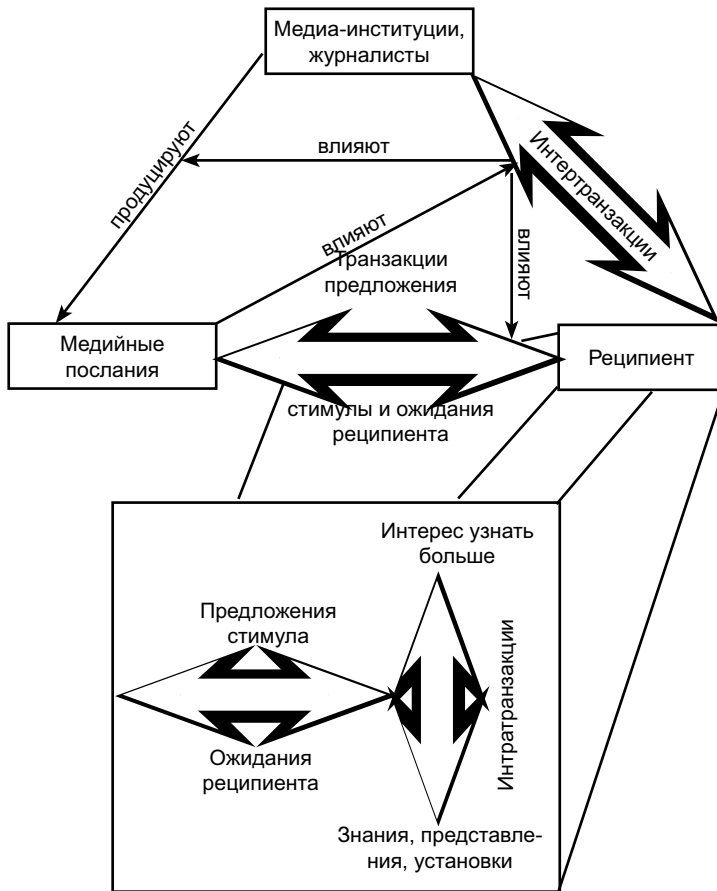 Медиа-институции,
журналисты
продуцируют
влияют
Интертранзакции
влияют
влияют
Транзакции
предложения
Медийные
послания
Реципиент
стимулы и ожидания
реципиента
Интерес узнать
больше
Предложения
стимула
Интратранзакции
Ожидания
реципиента
Знания, представле-
ния, установки